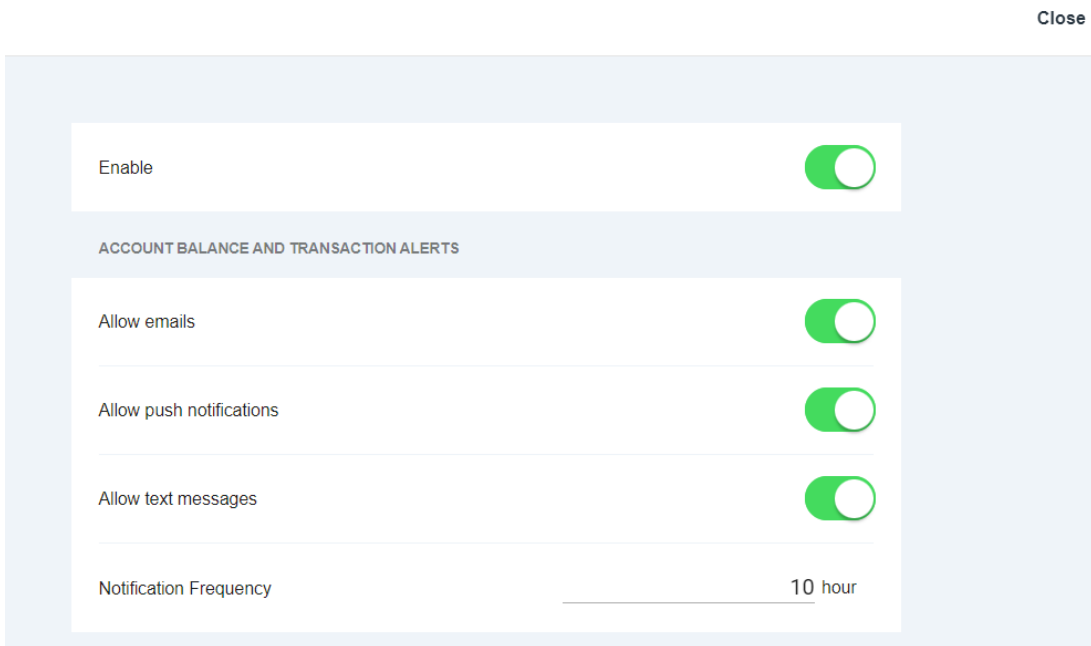 Close
Enable
ACCOUNT BALANCE AND TRANSACTION ALERTS
Allow emails
Allow push notifications
Allow text messages
Notification Frequency 10 hour